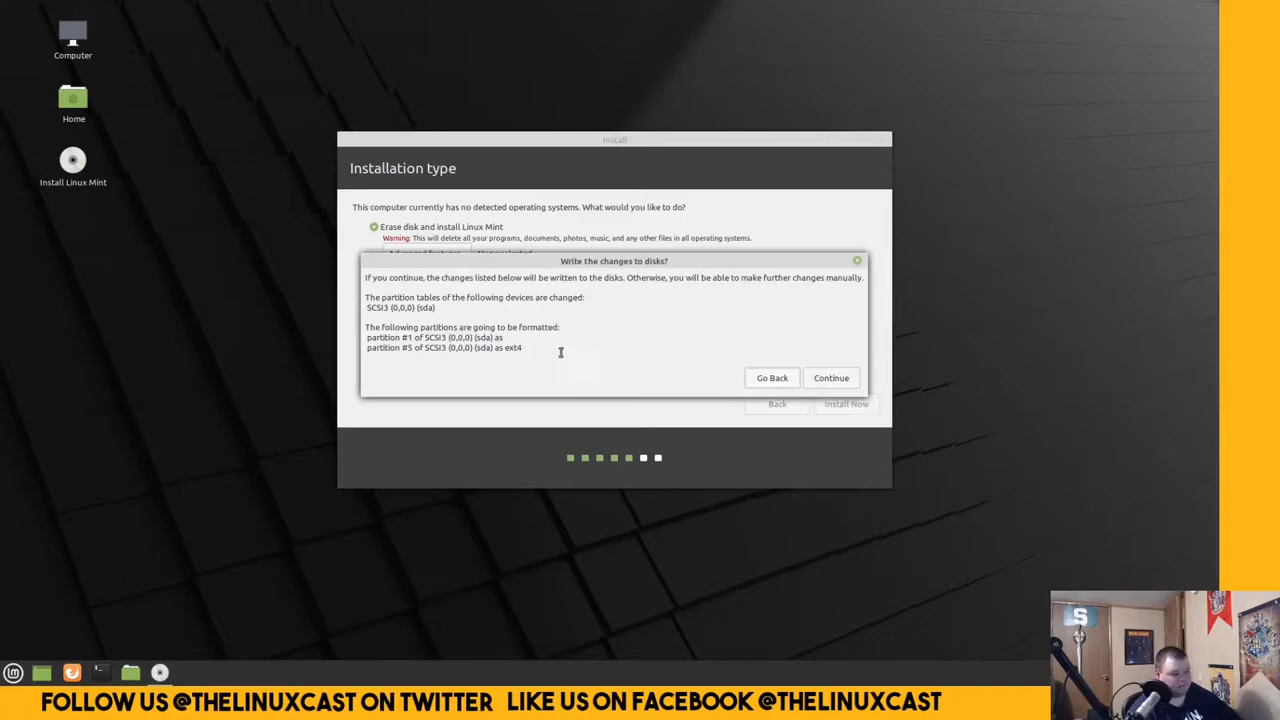 Computer
Home
Install Linux Mint
Install
Installation type
This computer currently has no detected operating systems. What would you like to do?
Erase disk and install Linux Mint
Warning: This will delete all your programs, documents, photos, music, and any other files in all operating systems.
Write the changes to disks?
If you continue, the changes listed below will be written to the disks. Otherwise, you will be able to make further changes manually.
The partition tables of the following devices are changed:
SCSI3 (0,0,0) (sda)
The following partitions are going to be formatted:
partition #1 of SCSI3 (0,0,0) (sda) as
partition #5 of SCSI3 (0,0,0) (sda) as ext4
Go Back Continue
Back Install Now
S
FOLLOW US @THELINUXCAST ON TWITTER LIKE US ON FACEBOOK @THELINUXCAST